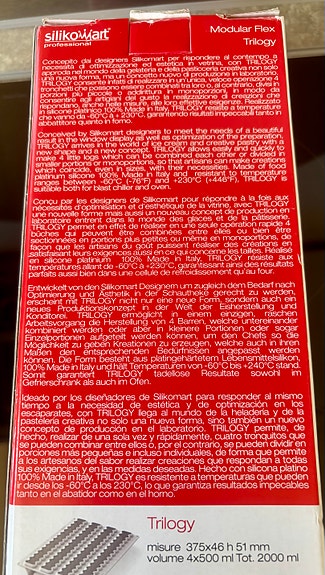 silikomart
professional
Modular Flex
Trilogy
Concepito dai designers Silikomart per rispondere al contempo a
necessità di ottimizzazione ed estetica in vetrina, con TRILOGY
approda nel mondo della gelateria e della pasticceria creativa non solo
una nuova forma, ma un concetto nuovo di produzione in laboratorio.
TRILOGY consente infatti di realizzare in un'unica, veloce operazione, 4
tronchetti che possono essere combinati tra loro o, al contrario, divisi in
porzioni più piccole o addirittura in monoporzioni, in modo da
consentire agli artigiani del gusto la realizzazione di creazioni che
rispondano, anche nelle misure, alle loro effettive esigenze. Realizzato
in silicone platinico 100% Made in Italy, TRILOGY resiste a temperature
che vanno da -60°C a + 230°C, garantendo risultati impeccabili tanto in
abbattitore quanto in forno.
Conceived by Silikomart designers to meet the needs of a beautiful
result in the window display as well as optimization of the preparation,
TRILOGY arrives in the world of ice cream and creative pastry with a
new shape and a new concept. TRILOGY allows easily and quickly to
make 4 little logs which can be combined each other or divided in
smaller portions or monoportions, so that artisans can make creations
which coincide, even in sizes, with their necessities. Made of food
platinum silicone 100% Made in Italy and resistant to temperature
ranges between -60°C (-76°F) and +230°C (+446°F), TRILOGY is
suitable both for blast chiller and oven.
Conçu par les designers de Silikomart pour répondre à la fois aux
nécessités d'optimisation et d'esthétique de la vitrine, avec TRILOGY
une nouvelle forme mais aussi un nouveau concept de production en
laboratoire entrent dans le monde des glaces et de la pâtisserie.
TRILOGY permet en effet de réaliser en une seule opération rapide 4
bûches qui peuvent être combinées entre elles ou bien être
sectionnées en portions plus petites ou même en monoportions, de
façon que les artisans du goût puissent réaliser des créations en
satisfaisant leurs exigences aussi en ce qui concerne les tailles. Réalisé
en silicone platinium 100% Made in Italy, TRILOGY resiste aux
températures allant de -60°C à +230°C, garantissant ainsi des résultats
parfaits aussi bien dans une cellule de refroidissement qu'au four.
Entwickelt von den Silikomart Designern um zugleich dem Bedarf nach
Optimierung und Ästhetik in der Schautheke gerecht zu werden,
erscheint mit TRILOGY nicht nur eine neue Form, sondern auch ein
neues Produktionskonzept in der Welt der Eisherstellung und
Konditorei. TRILOGY ermöglicht in einem einzigen, raschen
Arbeitsvorgang die Herstellung von 4 Barren, welche untereinander
kombiniert werden oder aber in kleinere Portionen oder sogar
Einzelportionen aufgeteilt werden können, um den Chefs so die
Möglichkeit zu geben Kreationen zu erzeugen, welche auch in ihren
Maßen den entsprechenden Bedürfnissen angepasst werden
können. Die Form besteht aus platingehärtetem Lebensmittelsilikon,
100% Made in Italy und hält Temperaturen von -60°C bis +240°C stand.
Somit garantiert TRILOGY tadellose Resultate sowohl im
Gefrierschrank als auch im Ofen.
Ideado por los diseñadores de Silikomart para responder al mismo
tiempo a la necesidad de estética y de optimización en los
escaparates, con TRILOGY llega al mundo de la heladería y de la
pastelería creativa no solo una nueva forma, sino también un nuevo
concepto de producción en el laboratorio. TRILOGY permite, de
hecho, realizar de una sola vez y rápidamente, cuatro tronquitos que
se pueden combinar entre ellos o, por el contrario, se pueden dividir en
porciones más pequeñas e incluso individuales, de forma que permite
a los artesanos del sabor realizar creaciones que respondan a todas
sus exigencias, y en las medidas deseadas. Hecho con silicona platino
100% Made in Italy, TRILOGY es resistente a temperaturas que pueden
ir desde los -60°C a los 230°C, lo que garantiza resultados impecables
tanto en el abatidor como en el horno.
Trilogy
misure 375x46 h 51 mm
volume 4x500 ml Tot. 2000 ml